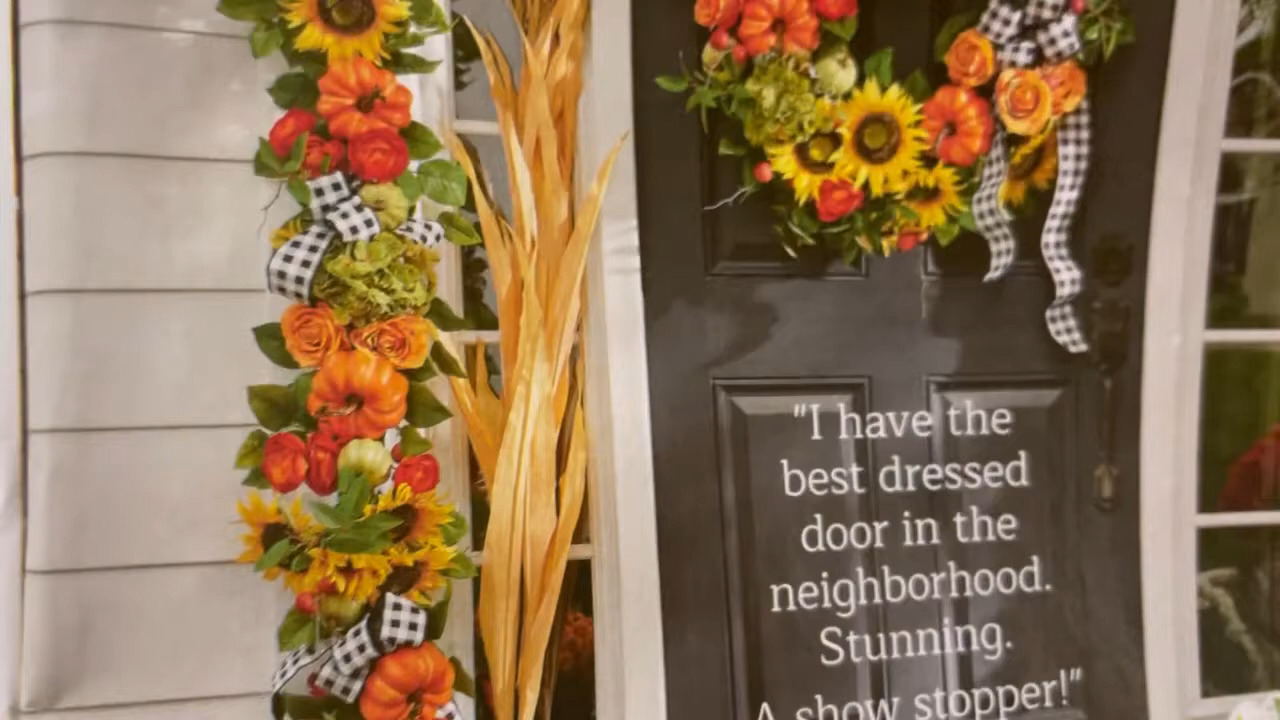 "I have the
best dressed
door in the
neighborhood.
Stunning.
A show stopper!"